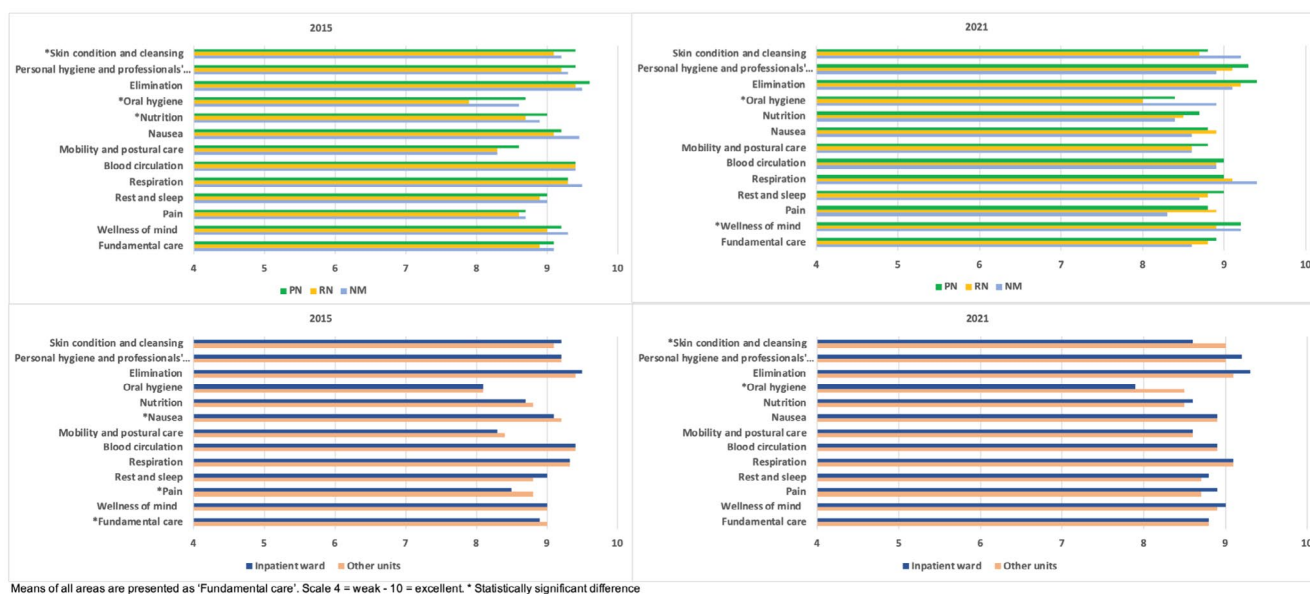 2015
*Skin condition and cleansing
Personal hygiene and professionals'...
Elimination
*Oral hygiene
*Nutrition
Nausea
Mobility and postural care
Blood circulation
Respiration
Rest and sleep
Pain
Wellness of mind
Fundamental care
4 5 6 7 8 9 10
PN RN NM
2021
Skin condition and cleansing
Personal hygiene and professionals'...
Elimination
*Oral hygiene
Nutrition
Nausea
Mobility and postural care
Blood circulation
Respiration
Rest and sleep
Pain
*Wellness of mind
Fundamental care
4 5 6 7 8 9 10
PN RN NM
2015
Skin condition and cleansing
Personal hygiene and professionals'...
Elimination
Oral hygiene
Nutrition
*Nausea
Mobility and postural care
Blood circulation
Respiration
Rest and sleep
*Pain
Wellness of mind
*Fundamental care
4 5 6 7 8 9 10
Inpatient ward Other units
2021
*Skin condition and cleansing
Personal hygiene and professionals'...
Elimination
*Oral hygiene
Nutrition
Nausea
Mobility and postural care
Blood circulation
Respiration
Rest and sleep
Pain
Wellness of mind
Fundamental care
4 5 6 7 8 9 10
Inpatient ward Other units
Means of all areas are presented as 'Fundamental care'. Scale 4 = weak - 10 = excellent. * Statistically significant difference